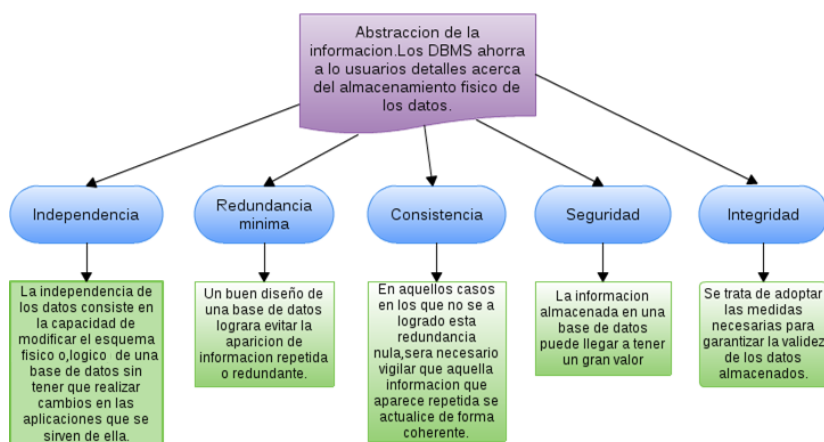 Abstraccion de la
informacion.Los DBMS ahorra
a lo usuarios detalles acerca
del almacenamiento fisico de
los datos.
Independencia
Redundancia
minima
Consistencia
Seguridad
Integridad
La independencia de
los datos consiste en
en la capacidad de
modificar el esquema
fisico o,logico de una
base de datos sin
tener que realizar
cambios en las
aplicaciones que se
sirven de ella.
Un buen diseño de
una base de datos
lograra evitar la
aparicion de
informacion repetida
o redundante.
En aquellos casos
en los que no se a
logrado esta
redundancia
nula,sera necesario
vigilar que aquella
informacion que
aparece repetida se
actualice de forma
coherente.
La informacion
almacenada en una
base de datos
puede llegar a tener
un gran valor
Se trata de adoptar
las medidas
necesarias para
garantizar la validez
de los datos
almacenados.